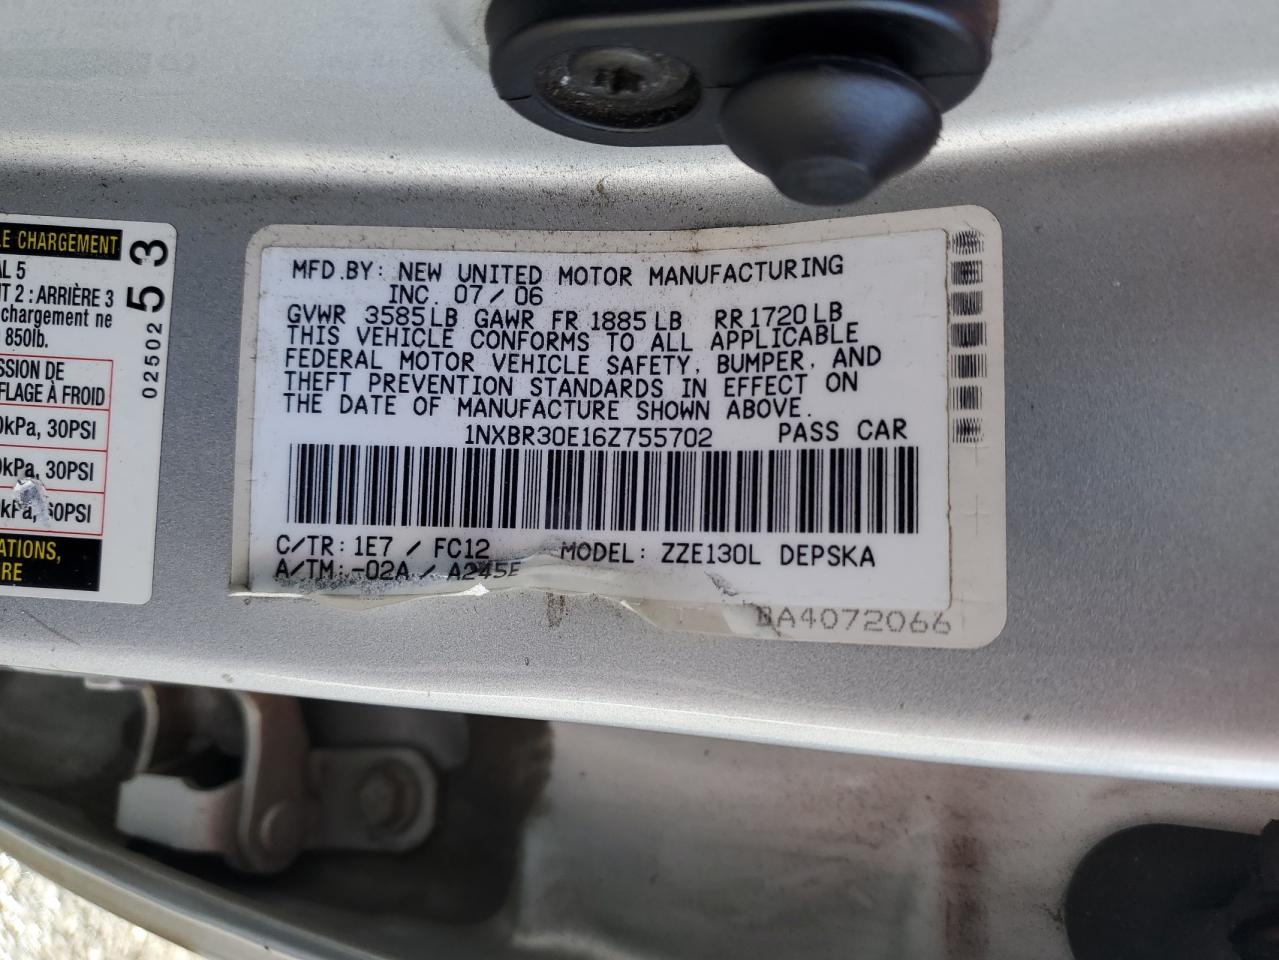 LE CHARGEMENT
AL 5
T 2 : ARRIÈRE 3
chargement ne
850lb.
SSION DE
FLAGE À FROID
kPa, 30PSI
kPa, 30PSI
kPa, 60PSI
ATIONS,
RE
53
02502
MFD.BY: NEW UNITED MOTOR MANUFACTURING
INC. 07/06
GVWR 3585LB GAWR FR 1885LB RR 1720LB
THIS VEHICLE CONFORMS TO ALL APPLICABLE
FEDERAL MOTOR VEHICLE SAFETY, BUMPER, AND
THEFT PREVENTION STANDARDS IN EFFECT ON
THE DATE OF MANUFACTURE SHOWN ABOVE.
1NXBR30E16Z755702 PASS CAR
C/TR: 1E7 / FC12 MODEL: ZZE130L DEPSKA
A/TM:-02A / A245E
BA4072066